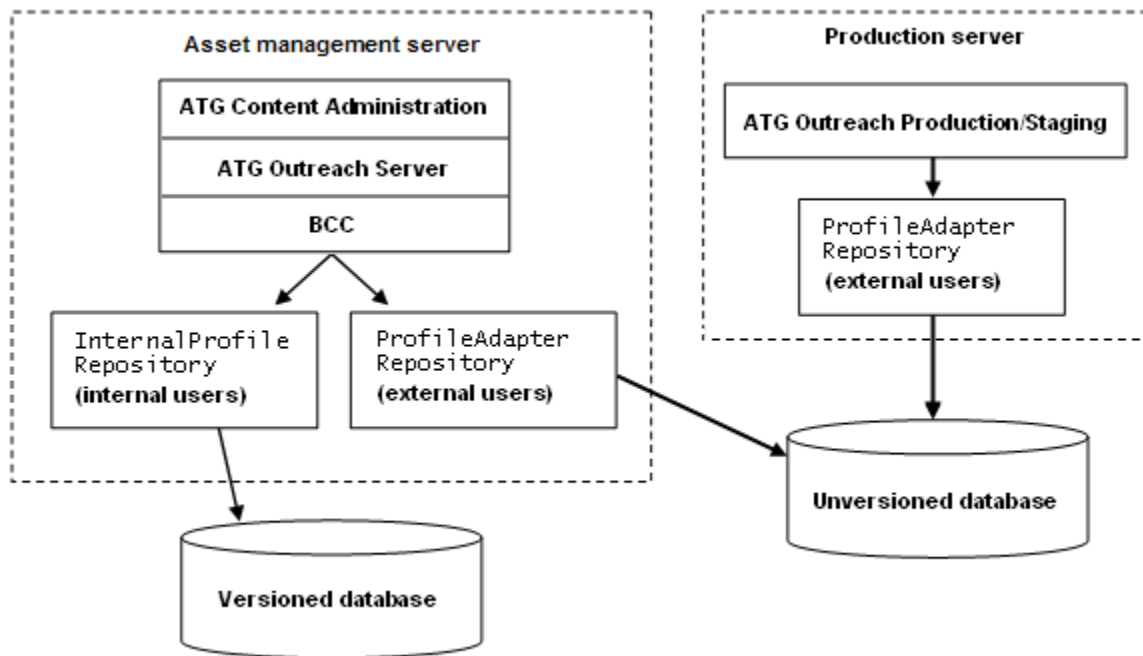 Asset management server
ATG Content Administration
ATG Outreach Server
BCC
InternalProfile
Repository
(internal users)
ProfileAdapter
Repository
(external users)
Versioned database
Production server
ATG Outreach Production/Staging
ProfileAdapter
Repository
(external users)
Unversioned database